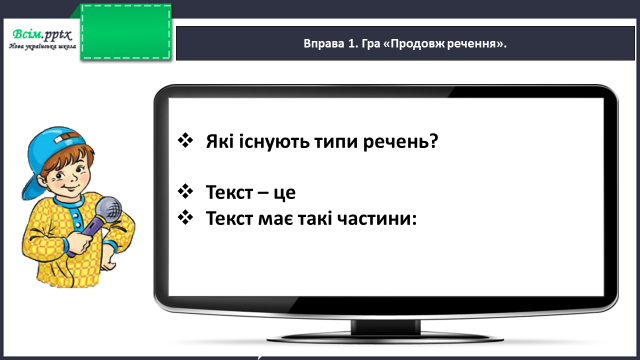 Всім.pptx
Нова українська школа
Вправа 1. Гра «Продовж речення».
❖ Які існують типи речень?
❖ Текст – це
❖ Текст має такі частини: